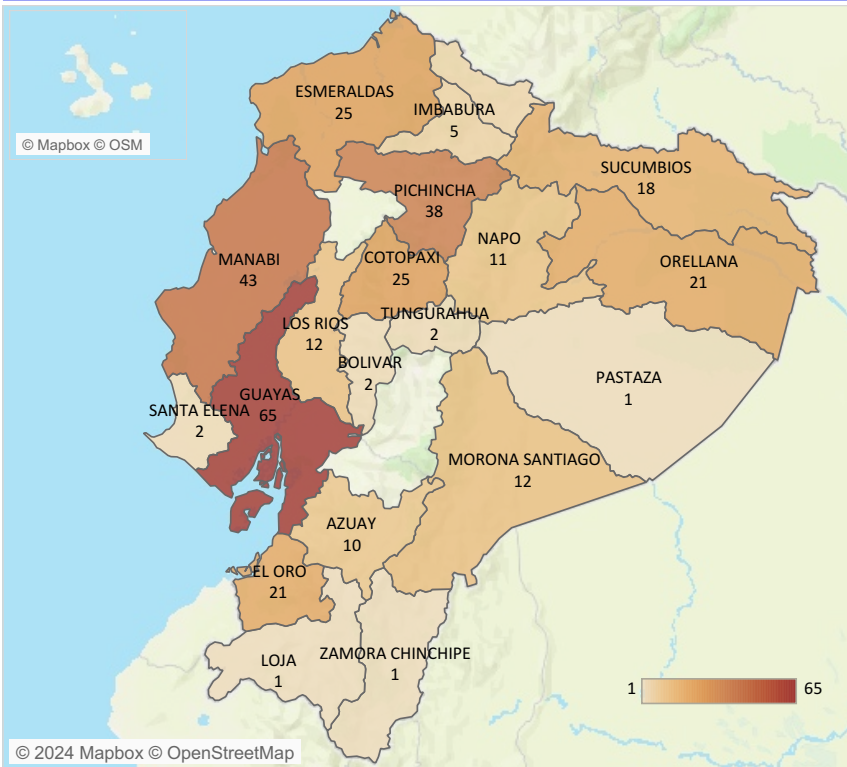 © Mapbox © OSM
ESMERALDAS
25
IMBABURA
5
SUCUMBIOS
18
PICHINCHA
38
NAPO
11
MANABI
43
COTOPAXI
25
ORELLANA
21
LOS RIOS
12
TUNGURAHUA
2
BOLIVAR
2
PASTAZA
1
SANTA ELENA
2
GUAYAS
65
MORONA SANTIAGO
12
AZUAY
10
EL ORO
21
LOJA
1
ZAMORA CHINCHIPE
1
1 65
© 2024 Mapbox © OpenStreetMap